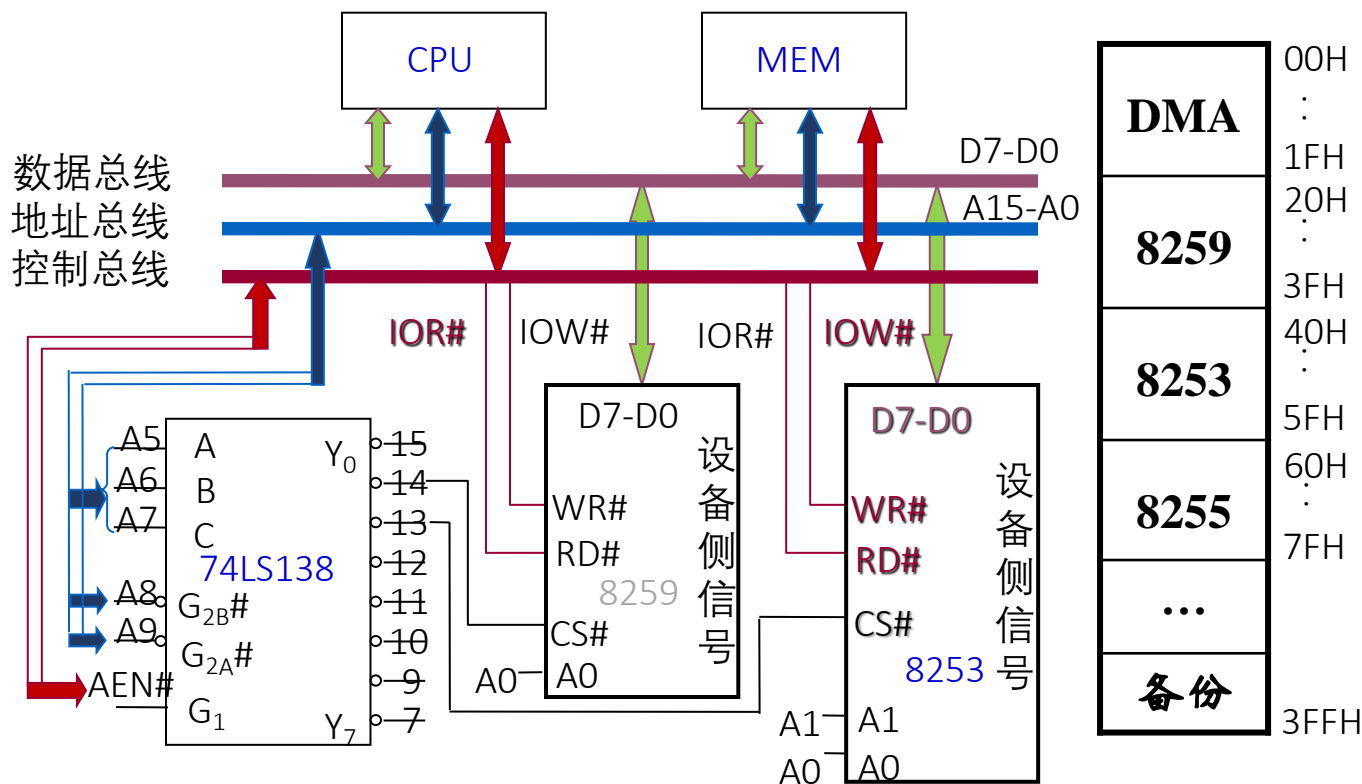 CPU
MEM
数据总线
地址总线
控制总线
D7-D0
A15-A0
IOR#
IOW#
IOR#
IOW#
A5
A6
A7
A8
A9
AEN#
A
B
C
74LS138
G2B#
G2A#
G1
Y0
Y7
15
14
13
12
11
10
9
7
D7-D0
WR#
RD#
8259
CS#
A0
A0
设备侧信号
D7-D0
WR#
RD#
CS#
8253
A1
A1
A0
A0
设备侧信号
DMA
00H
:
1FH
8259
20H
:
3FH
8253
40H
:
5FH
8255
60H
:
7FH
…
备份
3FFH